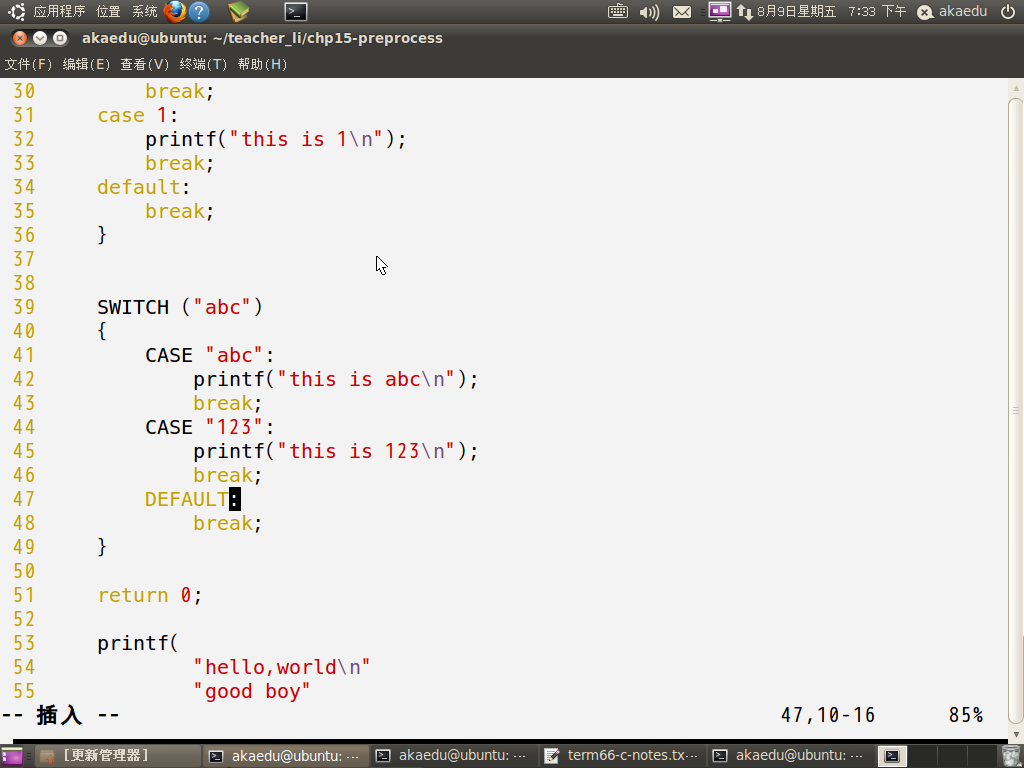 应用程序 位置 系统 8月9日星期五 7:33 下午 akaedu
akaedu@ubuntu: ~/teacher_li/chp15-preprocess
文件(F) 编辑(E) 查看(V) 终端(T) 帮助(H)
30 break;
31 case 1:
32 printf("this is 1\n");
33 break;
34 default:
35 break;
36 }
37
38
39 SWITCH ("abc")
40 {
41 CASE "abc":
42 printf("this is abc\n");
43 break;
44 CASE "123":
45 printf("this is 123\n");
46 break;
47 DEFAULT:
48 break;
49 }
50
51 return 0;
52
53 printf(
54 "hello,world\n"
55 "good boy"
-- 插入 -- 47,10-16 85%
[更新管理器] akaedu@ubuntu: ... akaedu@ubuntu: ... term66-c-notes.tx... akaedu@ubuntu: ...